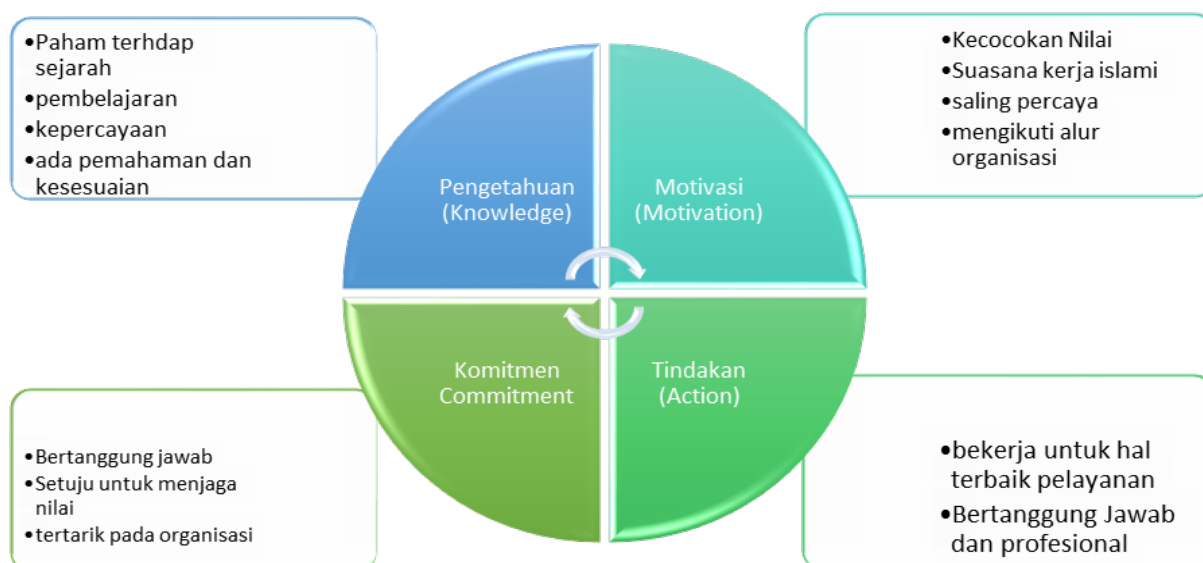 •Paham terhdap
sejarah
•pembelajaran
•kepercayaan
•ada pemahaman dan
kesesuaian
•Kecocokan Nilai
•Suasana kerja islami
•saling percaya
•mengikuti alur
organisasi
Pengetahuan
(Knowledge)
Motivasi
(Motivation)
Komitmen
Commitment
Tindakan
(Action)
•Bertanggung jawab
•Setuju untuk menjaga
nilai
•tertarik pada organisasi
•bekerja untuk hal
terbaik pelayanan
•Bertanggung Jawab
dan profesional